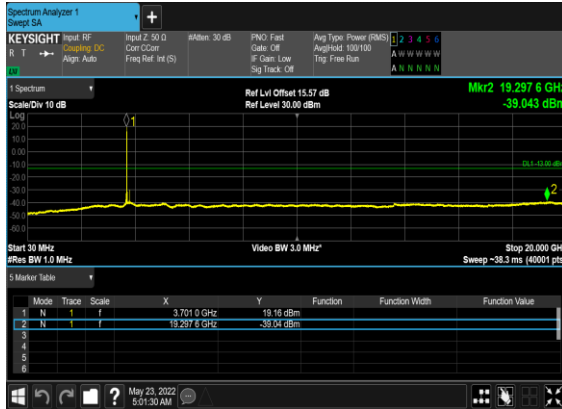 Spectrum Analyzer 1
Swept SA
+
KEYSIGHT Input: RF Input Z: 50 Ω #Atten: 30 dB PNO: Fast Avg Type: Power (RMS) 1 2 3 4 5 6
R T Coupling: DC Corr CCorr Gate: Off Avg|Hold: 100/100 A W W W W W
Align: Auto Freq Ref: Int (S) IF Gain: Low Trig: Free Run
LU Sig Track: Off A N N N N N
1 Spectrum Ref Lvl Offset 15.57 dB Mkr2 19.297 6 GHz
Scale/Div 10 dB Ref Level 30.00 dBm -39.043 dBm
Log
1
20.0
10.0
0.00
-10.0 DL1 -13.00 dBm
-20.0
-30.0 2
-40.0
-50.0
-60.0
Start 30 MHz Video BW 3.0 MHz* Stop 20.000 GHz
#Res BW 1.0 MHz Sweep ~38.3 ms (40001 pts)
5 Marker Table
Mode Trace Scale X Y Function Function Width Function Value
1 N 1 f 3.701 0 GHz 19.16 dBm
2 N 1 f 19.297 6 GHz -39.04 dBm
3
4
5
6
? May 23, 2022
5:01:30 AM